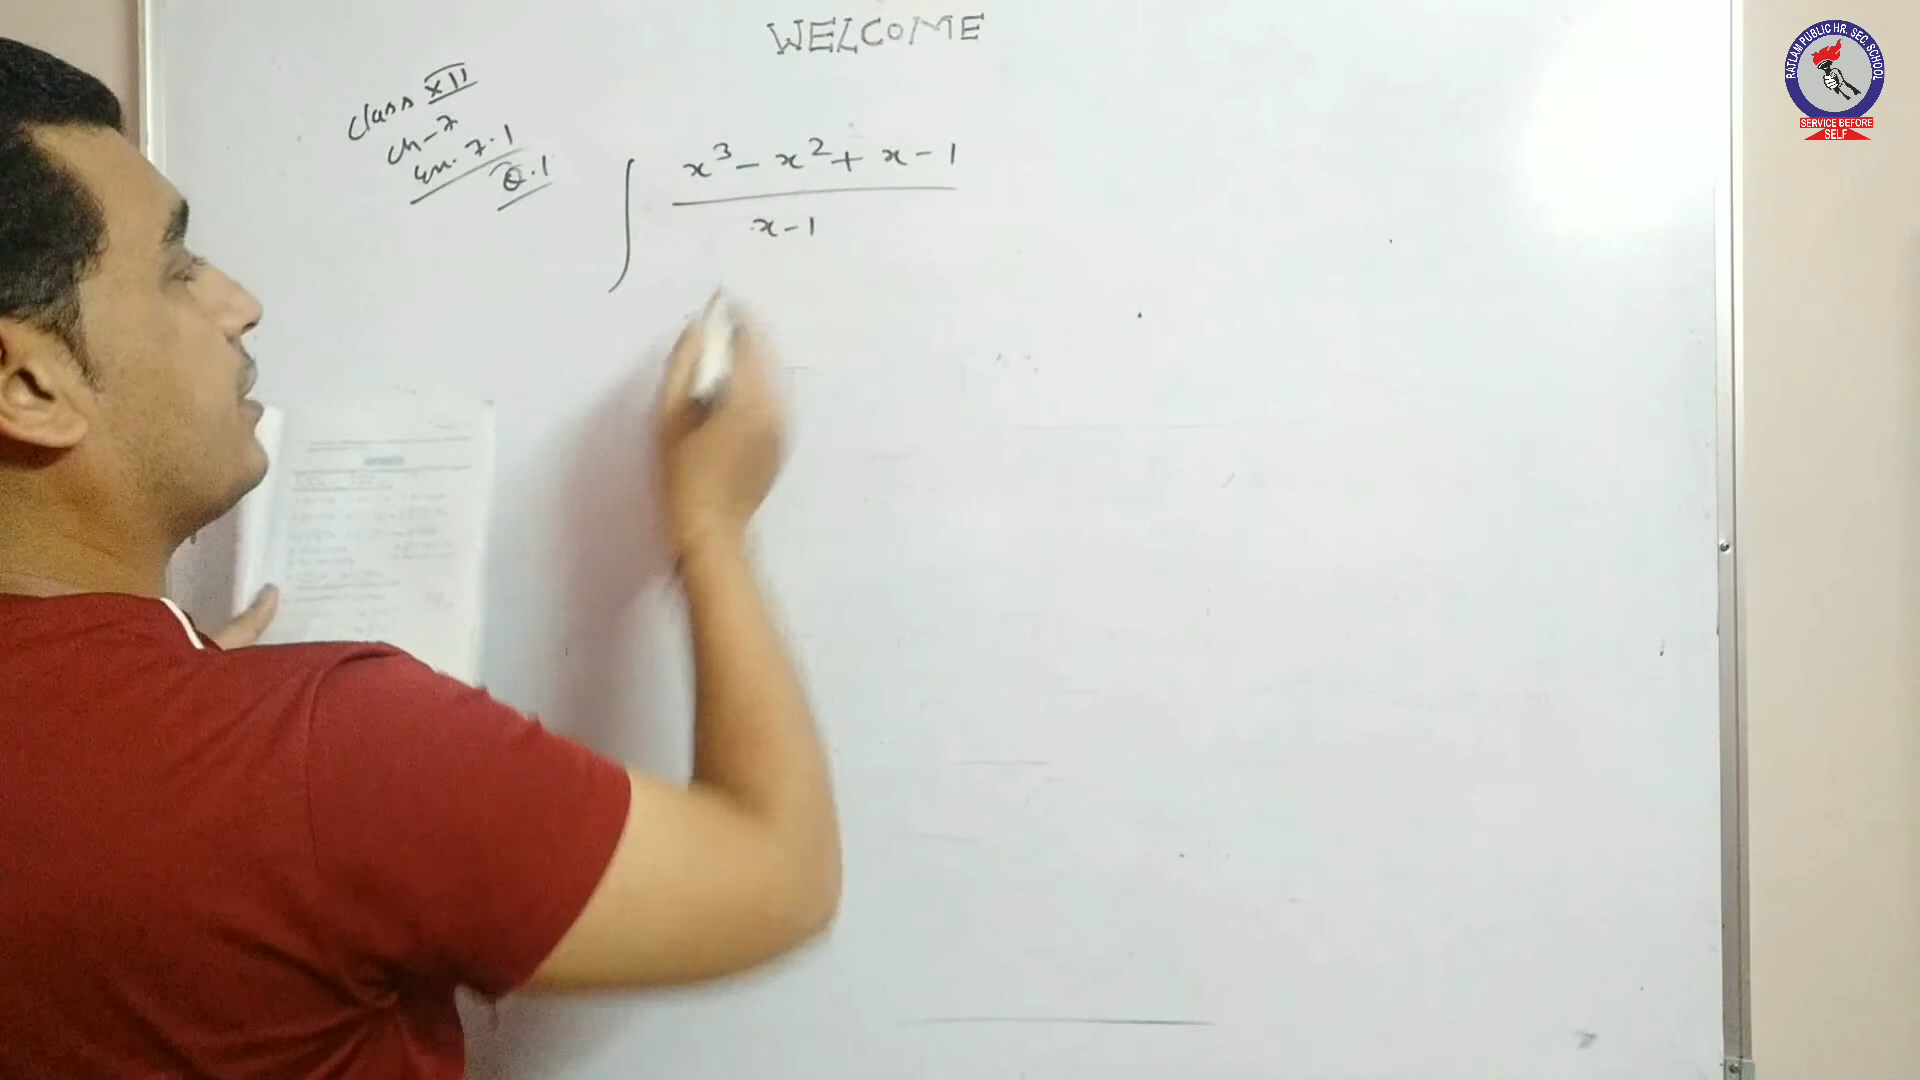 WELCOME
Class XII
Ch-7
Ex. 7.1
Q.1
∫ x³ - x² + x - 1
x - 1
RATLAM PUBLIC HR. SEC. SCHOOL
SERVICE BEFORE
SELF